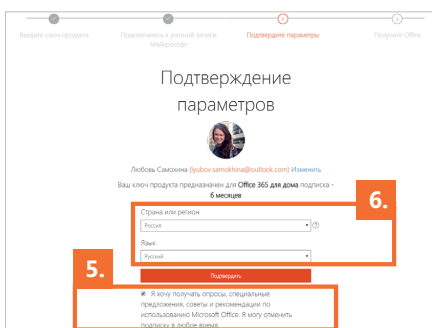 Введите ключ продукта
Подключитесь к учетной записи
Майкрософт
Подтвердите параметры
Получите Office
Подтверждение
параметров
Любовь Самохина (lyubov.samokhina@outlook.com) Изменить
Ваш ключ продукта предназначен для Office 365 для дома подписка -
6 месяцев
6.
Страна или регион
Россия
Язык
Русский
5.
Подтвердить
Я хочу получать опросы, специальные
предложения, советы и рекомендации по
использованию Microsoft Office. Я могу отменить
подписку в любое время.